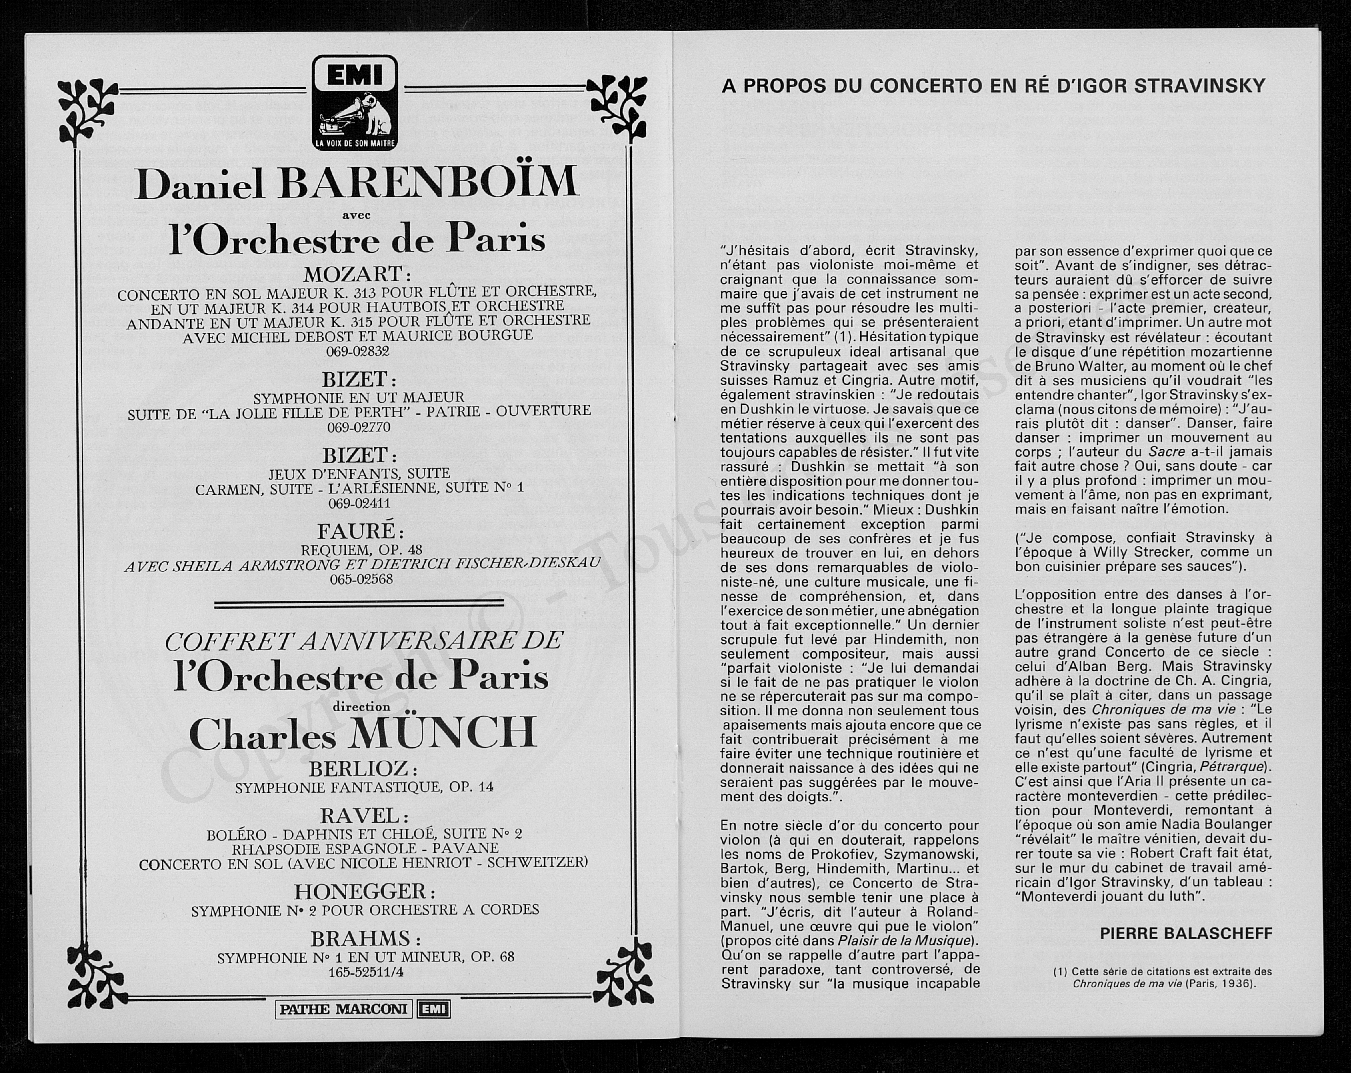 EMI
LA VOIX DE SON MAITRE
Daniel BARENBOÏM
avec
l'Orchestre de Paris
MOZART :
CONCERTO EN SOL MAJEUR K. 313 POUR FLÛTE ET ORCHESTRE,
EN UT MAJEUR K. 314 POUR HAUTBOIS ET ORCHESTRE
ANDANTE EN UT MAJEUR K. 315 POUR FLÛTE ET ORCHESTRE
AVEC MICHEL DEBOST ET MAURICE BOURGUE
069-02832
BIZET :
SYMPHONIE EN UT MAJEUR
SUITE DE "LA JOLIE FILLE DE PERTH" - PATRIE - OUVERTURE
069-02770
BIZET :
JEUX D'ENFANTS, SUITE
CARMEN, SUITE - L'ARLÉSIENNE, SUITE N° 1
069-02411
FAURÉ :
REQUIEM, OP. 48
AVEC SHEILA ARMSTRONG ET DIETRICH FISCHER-DIESKAU
065-02568
COFFRET ANNIVERSAIRE DE
l'Orchestre de Paris
direction
Charles MÜNCH
BERLIOZ :
SYMPHONIE FANTASTIQUE, OP. 14
RAVEL :
BOLÉRO - DAPHNIS ET CHLOÉ, SUITE N° 2
RHAPSODIE ESPAGNOLE - PAVANE
CONCERTO EN SOL (AVEC NICOLE HENRIOT - SCHWEITZER)
HONEGGER :
SYMPHONIE N° 2 POUR ORCHESTRE A CORDES
BRAHMS :
SYMPHONIE N° 1 EN UT MINEUR, OP. 68
165-52511/4
PATHE MARCONI EMI
A PROPOS DU CONCERTO EN RÉ D'IGOR STRAVINSKY
"J'hésitais d'abord, écrit Stravinsky,
n'étant pas violoniste moi-même et
craignant que la connaissance som-
maire que j'avais de cet instrument ne
me suffît pas pour résoudre les multi-
ples problèmes qui se présenteraient
nécessairement" (1). Hésitation typique
de ce scrupuleux ideal artisanal que
Stravinsky partageait avec ses amis
suisses Ramuz et Cingria. Autre motif,
également stravinskien : "Je redoutais
en Dushkin le virtuose. Je savais que ce
métier réserve à ceux qui l'exercent des
tentations auxquelles ils ne sont pas
toujours capables de résister." Il fut vite
rassuré : Dushkin se mettait "à son
entière disposition pour me donner tou-
tes les indications techniques dont je
pourrais avoir besoin." Mieux : Dushkin
fait certainement exception parmi
beaucoup de ses confrères et je fus
heureux de trouver en lui, en dehors
de ses dons remarquables de violo-
niste-né, une culture musicale, une fi-
nesse de compréhension, et, dans
l'exercice de son métier, une abnégation
tout à fait exceptionnelle." Un dernier
scrupule fut levé par Hindemith, non
seulement compositeur, mais aussi
"parfait violoniste : "Je lui demandai
si le fait de ne pas pratiquer le violon
ne se répercuterait pas sur ma compo-
sition. Il me donna non seulement tous
apaisements mais ajouta encore que ce
fait contribuerait précisément à me
faire éviter une technique routinière et
donnerait naissance à des idées qui ne
seraient pas suggérées par le mouve-
ment des doigts.".
En notre siècle d'or du concerto pour
violon (à qui en douterait, rappelons
les noms de Prokofiev, Szymanowski,
Bartok, Berg, Hindemith, Martinu... et
bien d'autres), ce Concerto de Stra-
vinsky nous semble tenir une place à
part. "J'écris, dit l'auteur à Roland-
Manuel, une œuvre qui pue le violon"
(propos cité dans Plaisir de la Musique).
Qu'on se rappelle d'autre part l'appa-
rent paradoxe, tant controversé, de
Stravinsky sur "la musique incapable
par son essence d'exprimer quoi que ce
soit". Avant de s'indigner, ses détrac-
teurs auraient dû s'efforcer de suivre
sa pensée : exprimer est un acte second,
a posteriori - l'acte premier, createur,
a priori, etant d'imprimer. Un autre mot
de Stravinsky est révélateur : écoutant
le disque d'une répétition mozartienne
de Bruno Walter, au moment où le chef
dit à ses musiciens qu'il voudrait "les
entendre chanter", Igor Stravinsky s'ex-
clama (nous citons de mémoire) : "J'au-
rais plutôt dit : danser". Danser, faire
danser : imprimer un mouvement au
corps ; l'auteur du Sacre a-t-il jamais
fait autre chose ? Oui, sans doute - car
il y a plus profond : imprimer un mou-
vement à l'âme, non pas en exprimant,
mais en faisant naître l'émotion.
("Je compose, confiait Stravinsky à
l'époque à Willy Strecker, comme un
bon cuisinier prépare ses sauces").
L'opposition entre des danses à l'or-
chestre et la longue plainte tragique
de l'instrument soliste n'est peut-être
pas étrangère à la genèse future d'un
autre grand Concerto de ce siècle :
celui d'Alban Berg. Mais Stravinsky
adhère à la doctrine de Ch. A. Cingria,
qu'il se plaît à citer, dans un passage
voisin, des Chroniques de ma vie : "Le
lyrisme n'existe pas sans règles, et il
faut qu'elles soient sévères. Autrement
ce n'est qu'une faculté de lyrisme et
elle existe partout" (Cingria, Pétrarque).
C'est ainsi que l'Aria II présente un ca-
ractère monteverdien - cette prédilec-
tion pour Monteverdi, remontant à
l'époque où son amie Nadia Boulanger
"révélait" le maître vénitien, devait du-
rer toute sa vie : Robert Craft fait état,
sur le mur du cabinet de travail amé-
ricain d'Igor Stravinsky, d'un tableau :
"Monteverdi jouant du luth".
PIERRE BALASCHEFF
(1) Cette série de citations est extraite des
Chroniques de ma vie (Paris, 1936).
Copyright © - Tous